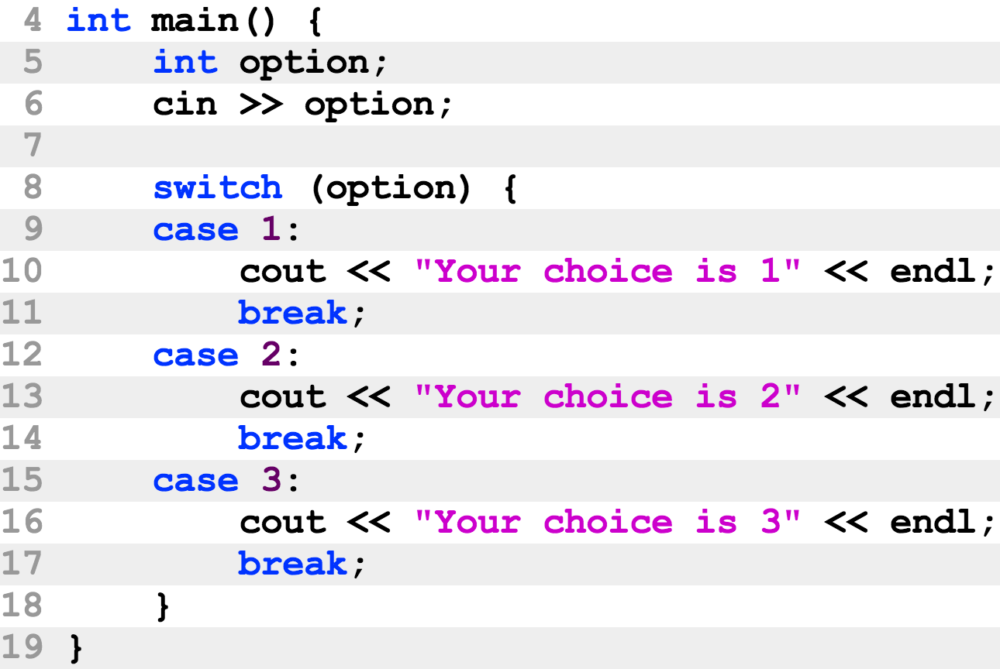 4 int main() {
5     int option;
6     cin >> option;
7
8     switch (option) {
9     case 1:
10         cout << "Your choice is 1" << endl;
11         break;
12     case 2:
13         cout << "Your choice is 2" << endl;
14         break;
15     case 3:
16         cout << "Your choice is 3" << endl;
17         break;
18     }
19 }